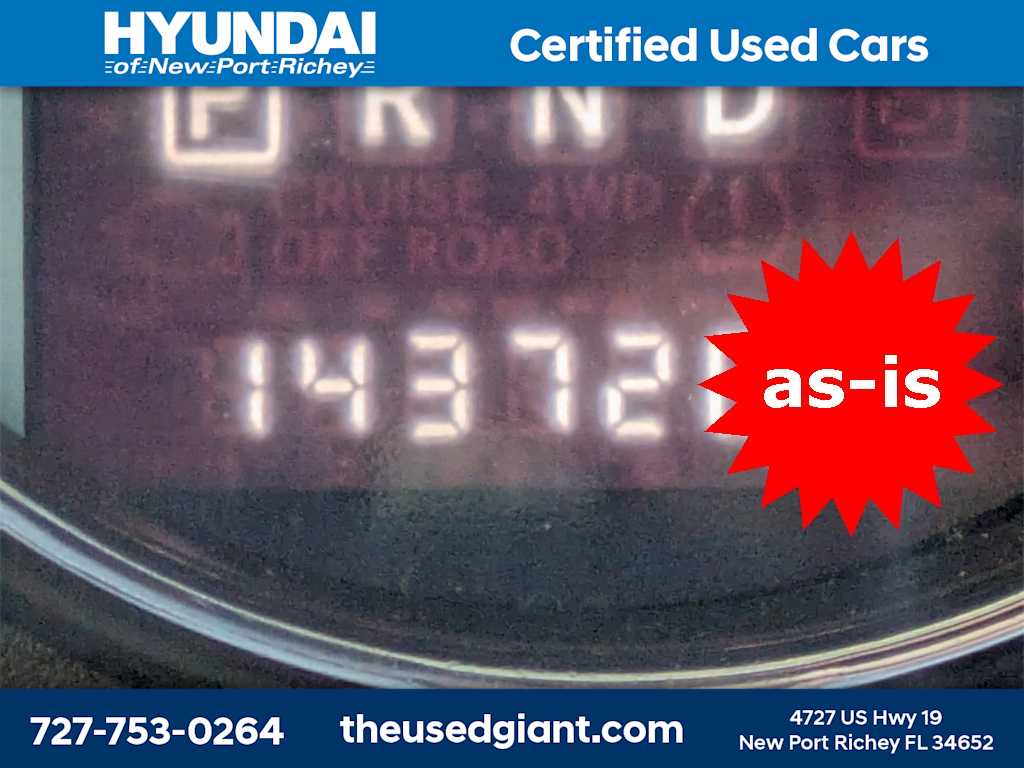 HYUNDAI
of New Port Richey
Certified Used Cars
P R N D
CRUISE 4WD (!)
OFF ROAD
14372
as-is
727-753-0264
theusedgiant.com
4727 US Hwy 19
New Port Richey FL 34652